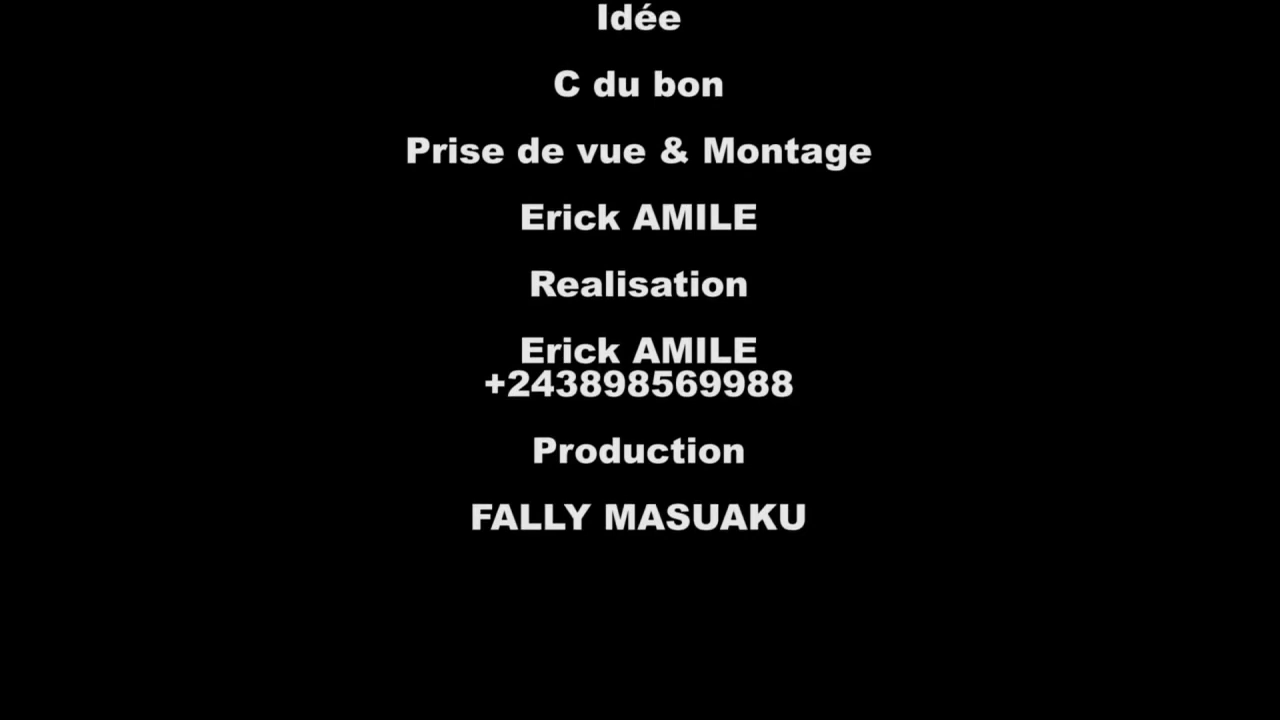 Idée
C du bon
Prise de vue & Montage
Erick AMILE
Realisation
Erick AMILE
+243898569988
Production
FALLY MASUAKU